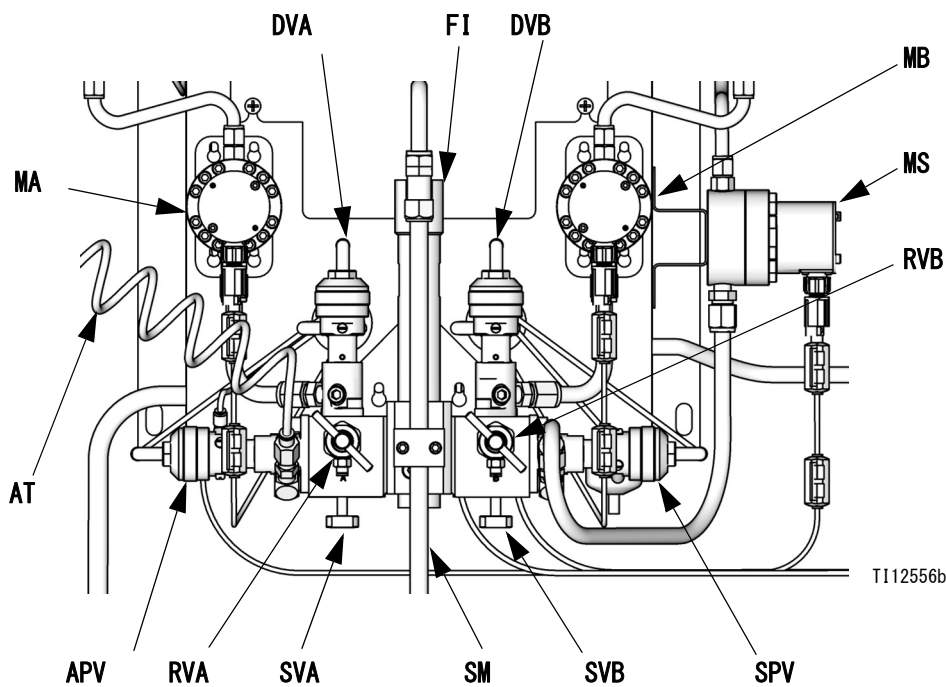 DVA FI DVB
MB
MA
MS
RVB
AT
TI12556b
APV RVA SVA SM SVB SPV